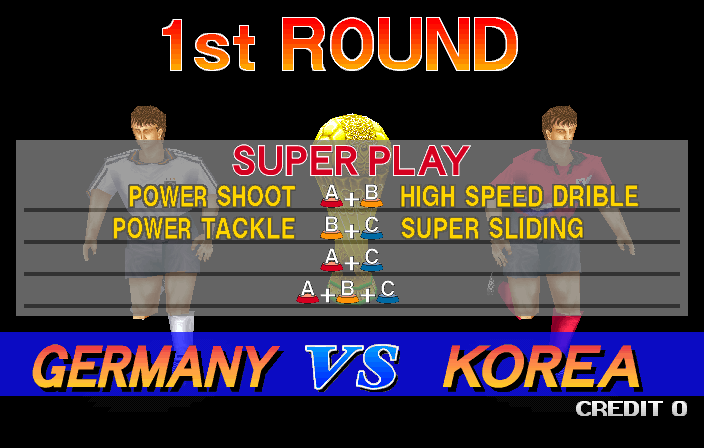 1st ROUND
SUPER PLAY
POWER SHOOT A+B HIGH SPEED DRIBLE
POWER TACKLE B+C SUPER SLIDING
A+C
A+B+C
GERMANY VS KOREA
CREDIT 0